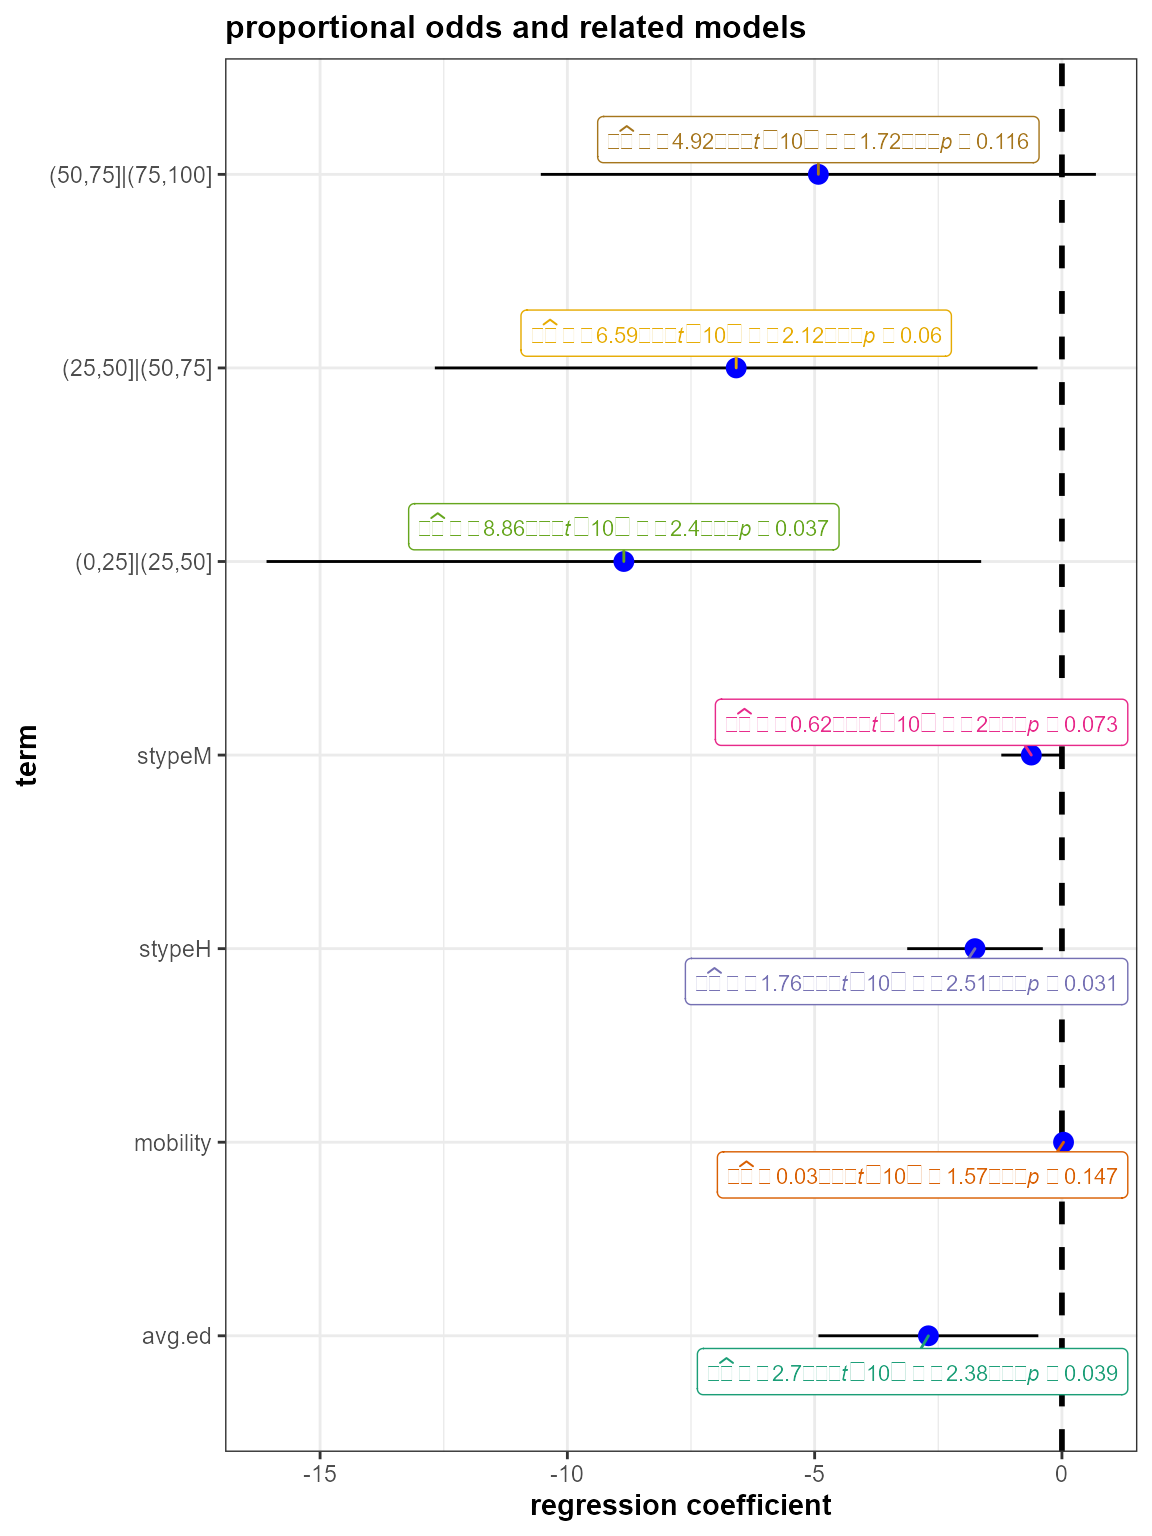 proportional odds and related models
(50,75]|(75,100]
□□ □ □4.92□□□t□10□ □ □1.72□□□p □0.116
(25,50]|(50,75]
□□ □ □6.59□□□t□10□ □ □2.12□□□p □0.06
(0,25]|(25,50]
□□ □ □8.86□□□t□10□ □ □2.4□□□p □0.037
stypeM
□□ □ □0.62□□□t□10□ □ □2□□□p □0.073
stypeH
□□ □ □1.76□□□t□10□ □ □2.51□□□p □0.031
mobility
□□ □0.03□□□t□10□ □1.57□□□p □0.147
avg.ed
□□ □ □2.7□□□t□10□ □ □2.38□□□p □0.039
term
-15 -10 -5 0
regression coefficient